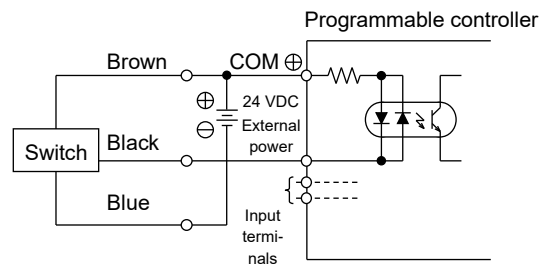 Programmable controller
Brown
COM ⊕
⊕
24 VDC
⊖
External
power
Switch
Black
Blue
Input
termi-
nals